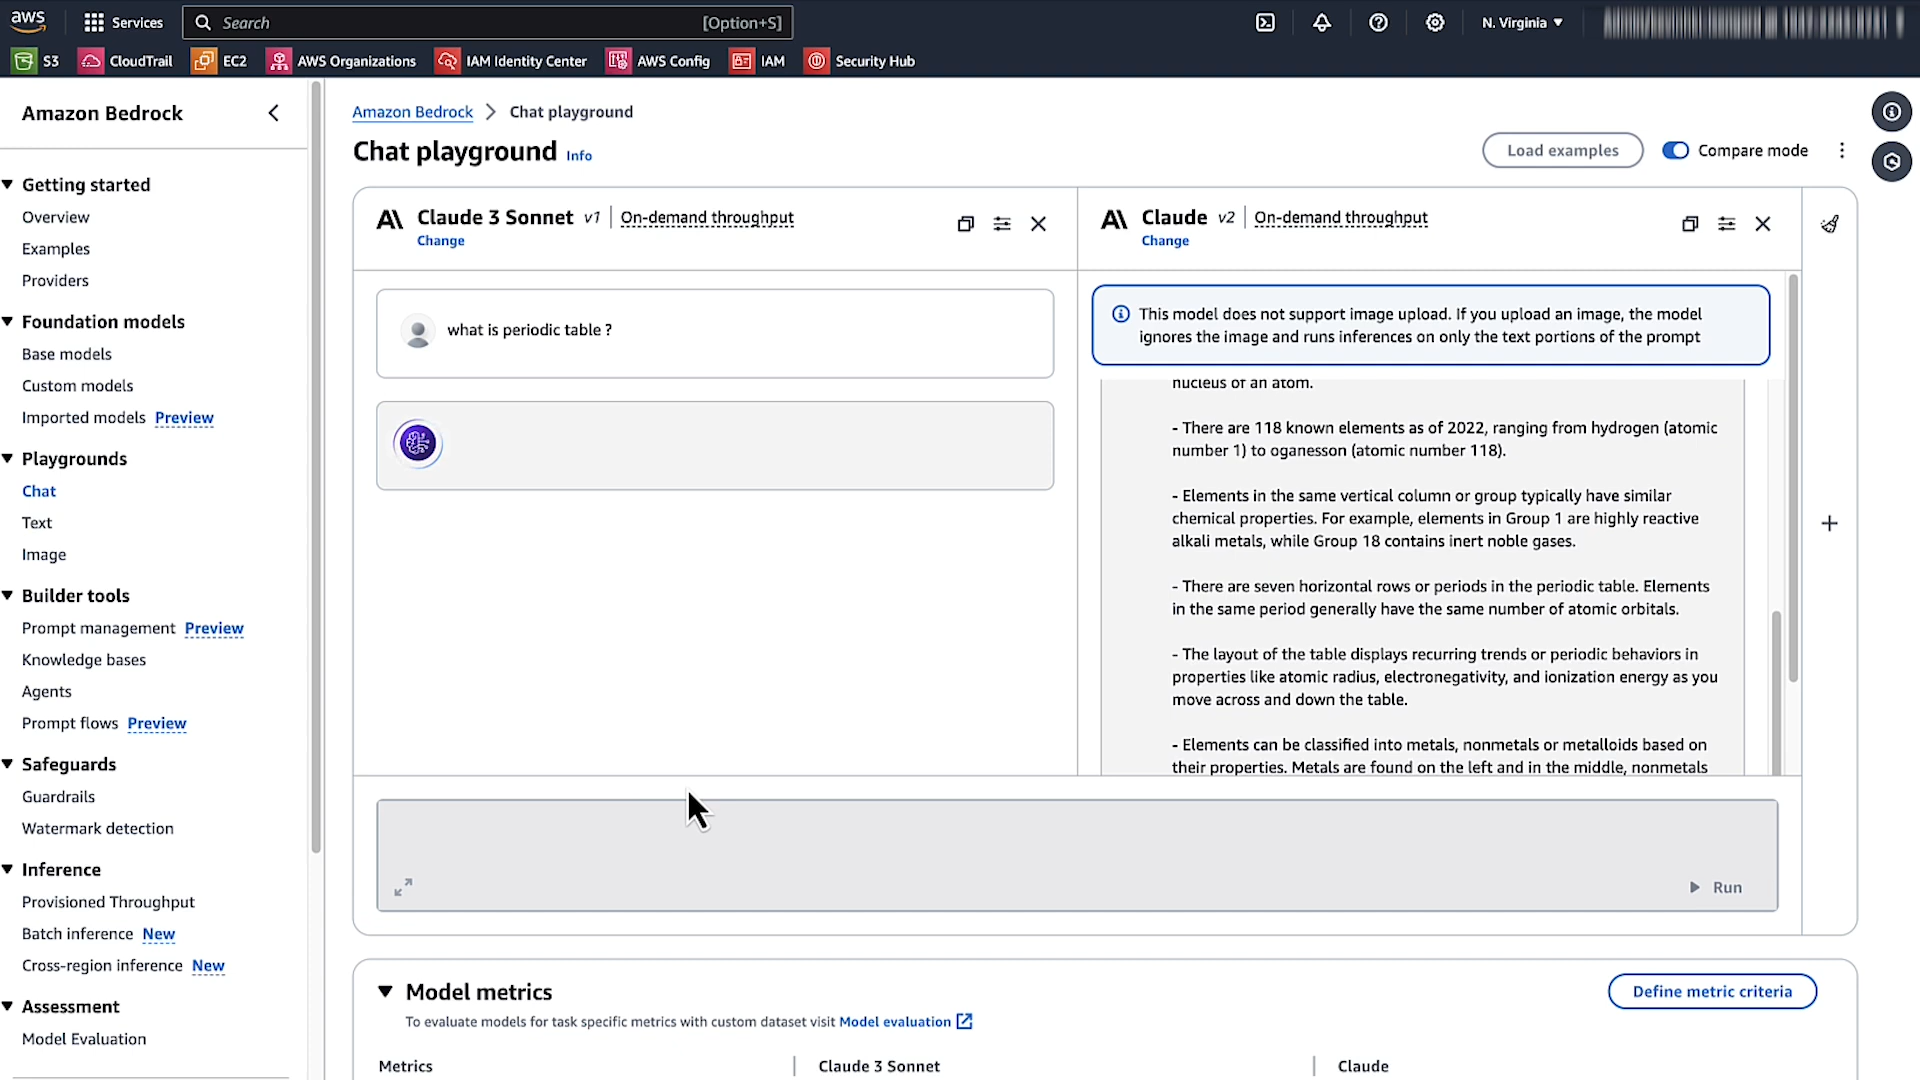 aws
Services
Search
[Option+S]
N. Virginia
S3
CloudTrail
EC2
AWS Organizations
IAM Identity Center
AWS Config
IAM
Security Hub
Amazon Bedrock
Getting started
Overview
Examples
Providers
Foundation models
Base models
Custom models
Imported models Preview
Playgrounds
Chat
Text
Image
Builder tools
Prompt management Preview
Knowledge bases
Agents
Prompt flows Preview
Safeguards
Guardrails
Watermark detection
Inference
Provisioned Throughput
Batch inference New
Cross-region inference New
Assessment
Model Evaluation
Amazon Bedrock
Chat playground
Chat playground Info
Load examples
Compare mode
Claude 3 Sonnet v1
On-demand throughput
Change
what is periodic table ?
Claude v2
On-demand throughput
Change
This model does not support image upload. If you upload an image, the model
ignores the image and runs inferences on only the text portions of the prompt
nucleus of an atom.
- There are 118 known elements as of 2022, ranging from hydrogen (atomic
number 1) to oganesson (atomic number 118).
- Elements in the same vertical column or group typically have similar
chemical properties. For example, elements in Group 1 are highly reactive
alkali metals, while Group 18 contains inert noble gases.
- There are seven horizontal rows or periods in the periodic table. Elements
in the same period generally have the same number of atomic orbitals.
- The layout of the table displays recurring trends or periodic behaviors in
properties like atomic radius, electronegativity, and ionization energy as you
move across and down the table.
- Elements can be classified into metals, nonmetals or metalloids based on
their properties. Metals are found on the left and in the middle, nonmetals
Run
Model metrics
Define metric criteria
To evaluate models for task specific metrics with custom dataset visit Model evaluation
Metrics
Claude 3 Sonnet
Claude